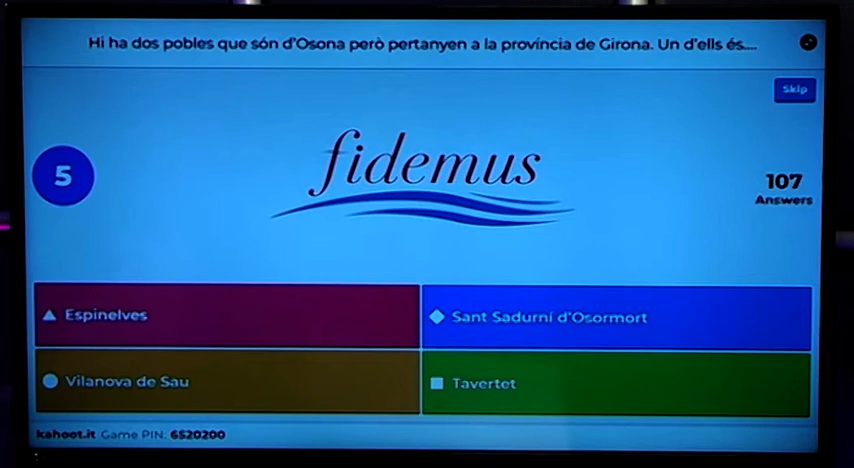 Hi ha dos pobles que són d'Osona però pertanyen a la província de Girona. Un d'ells és....
Skip
5
fidemus
107
Answers
Espinelves
Sant Sadurní d'Osormort
Vilanova de Sau
Tavertet
kahoot.it Game PIN: 6520200